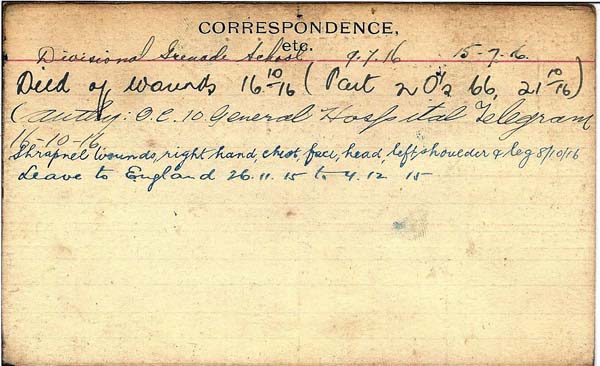 CORRESPONDENCE,
etc.
Divisional Grenade School 9.7.16 15-7-16.
Died of wounds 16-10-16 (Part 2 O's 66, 21-10-16)
(authy: O.C. 10 General Hospital Telegram
16-10-16
Shrapnel wounds, right hand, chest, face, head, left shoulder & leg 8/10/16
Leave to England 26.11.15 to 4.12 15